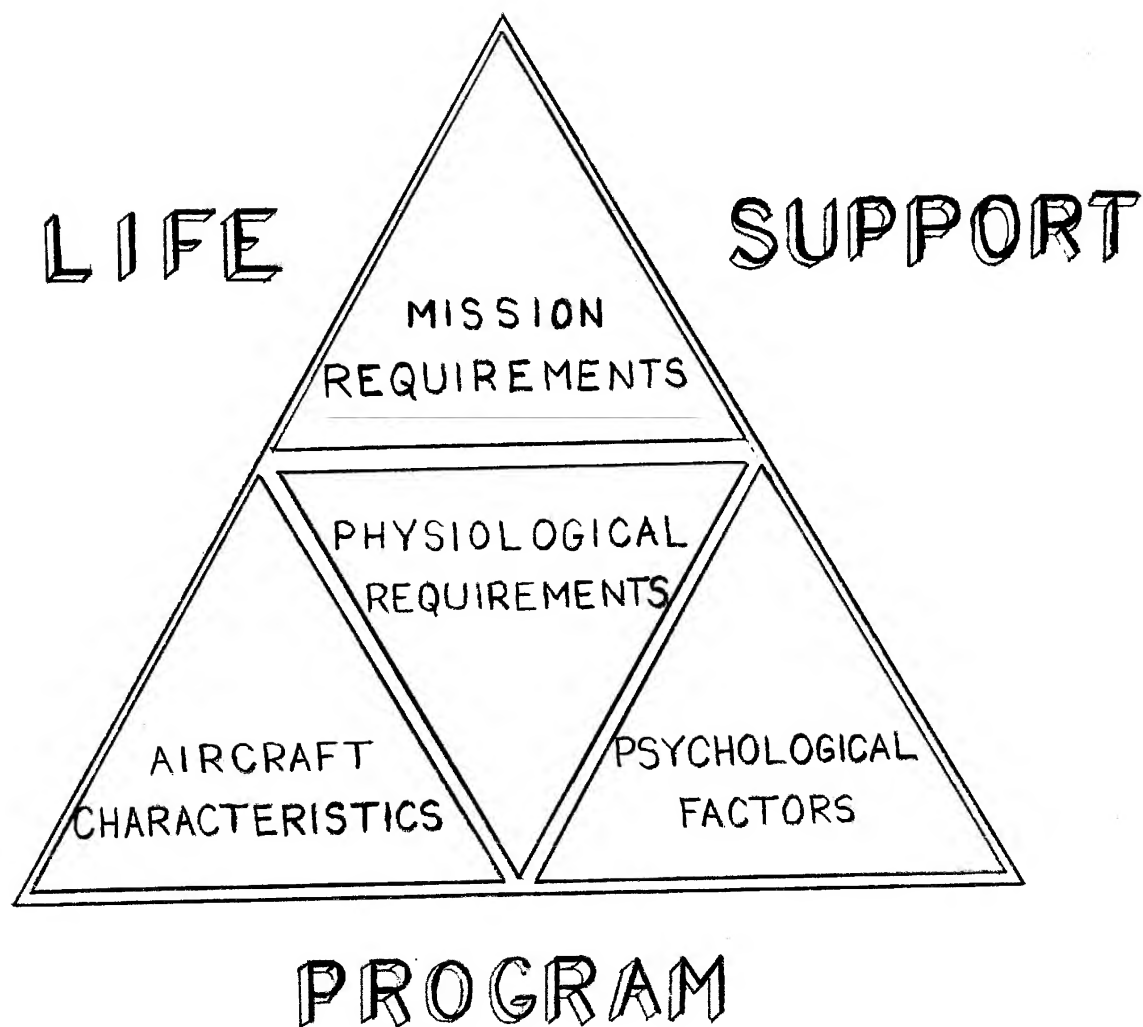 LIFE SUPPORT
MISSION
REQUIREMENTS
PHYSIOLOGICAL
REQUIREMENTS
AIRCRAFT
CHARACTERISTICS
PSYCHOLOGICAL
FACTORS
PROGRAM